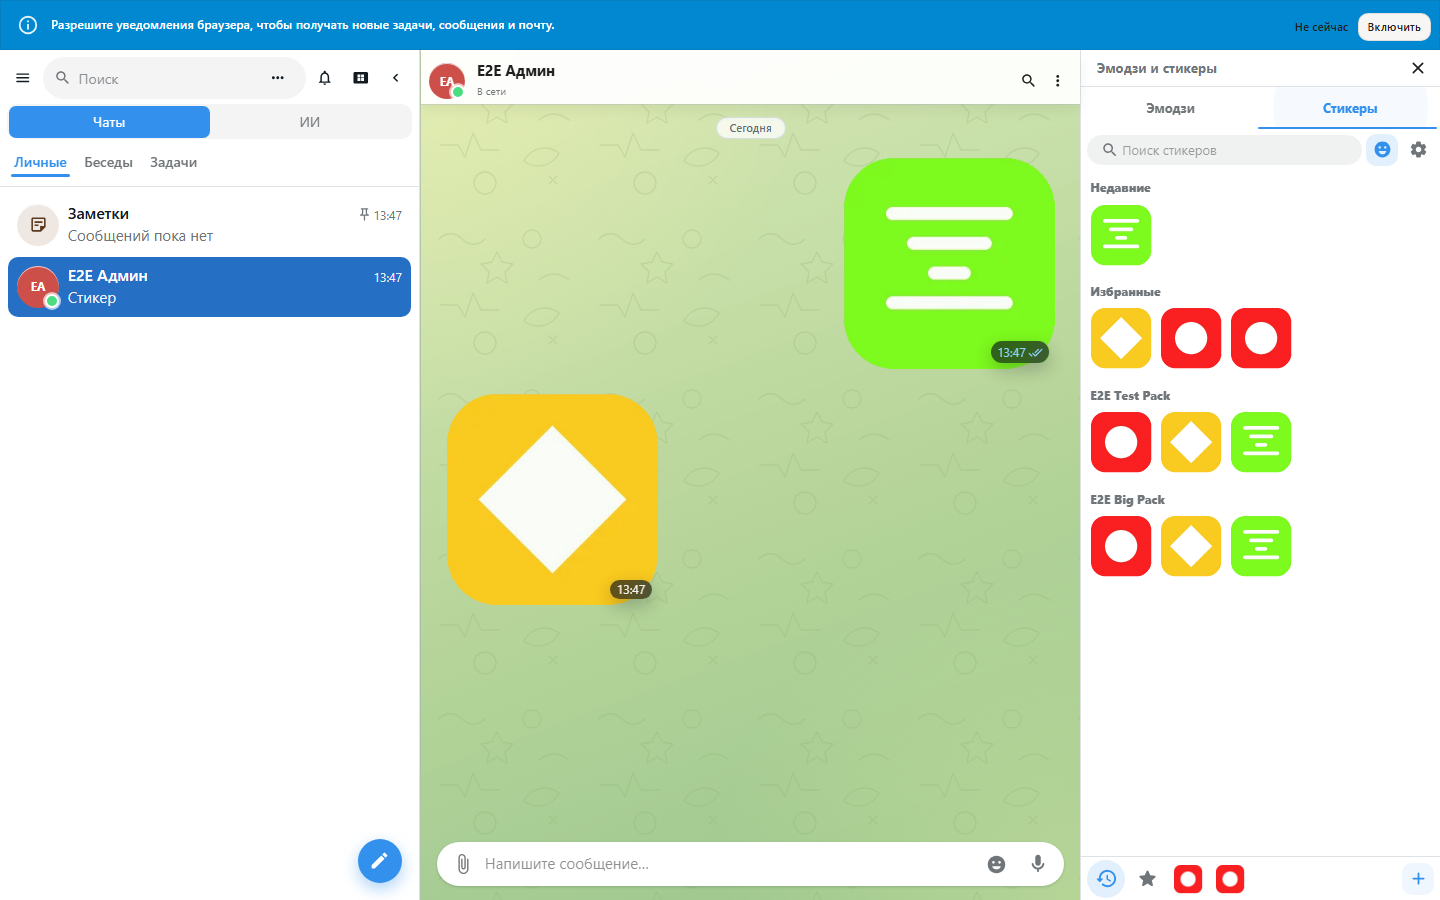 Разрешите уведомления браузера, чтобы получать новые задачи, сообщения и почту.
Не сейчас
Включить
Поиск
Чаты
ИИ
Личные
Беседы
Задачи
Заметки
13:47
Сообщений пока нет
EA
E2E Админ
13:47
Стикер
EA
E2E Админ
В сети
Сегодня
13:47
13:47
Напишите сообщение...
Эмодзи и стикеры
Эмодзи
Стикеры
Поиск стикеров
Недавние
Избранные
E2E Test Pack
E2E Big Pack